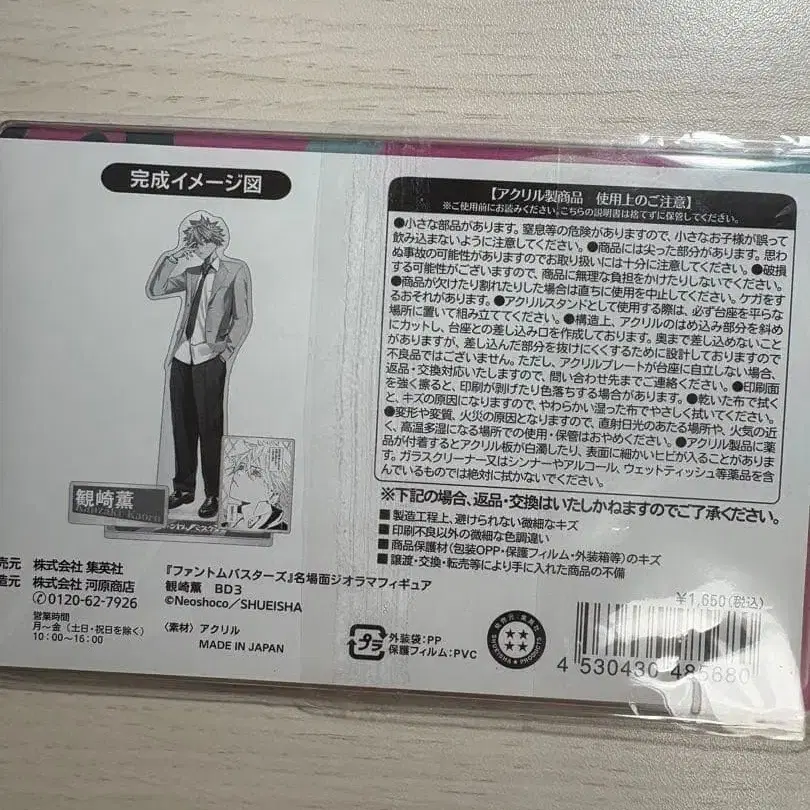 完成イメージ図
観崎薫
Kanzaki Kaoru
【アクリル製商品 使用上のご注意】
※ご使用前にお読みください。こちらの説明書は捨てずに保管してください。
●小さな部品があります。窒息等の危険がありますので、小さなお子様が誤って
飲み込まないように注意してください。●商品には尖った部分があります。思わ
ぬ事故の可能性がありますのでお取り扱いには十分に注意してください。●破損
する可能性がございますので、商品に無理な負担をかけたりしないでください。
●商品が欠けたり割れたりした場合は直ちに使用を中止してください。ケガをす
るおそれがあります。●アクリルスタンドとして使用する際は、必ず台座を平らな
場所に置いて組み立ててください。●構造上、アクリルのはめ込み部分を斜め
にカットし、台座との差し込み口を作成しております。奥まで差し込めないこと
がありますが、差し込んだ部分を抜けにくくするために設計しておりますので
不良品ではございません。ただし、アクリルプレートが台座に自立しない場合、
返品・交換対応いたしますので、問い合わせ先までご連絡ください。●印刷面
を強く擦ると、印刷が剥げたり色落ちする場合があります。●乾いた布で拭く
と、キズの原因になりますので、やわらかい湿った布でやさしく拭いてください。
●変形や変質、火災の原因となりますので、直射日光のあたる場所や、火気の近
く、高温多湿になる場所での使用・保管はおやめください。●アクリル製品に薬
品が付着するとアクリル板が白濁したり、表面に細かいヒビが入ることがありま
す。ガラスクリーナー又はシンナーやアルコール、ウェットティッシュ等薬品を含
んでいるものでは絶対に拭かないでください。
※下記の場合、返品・交換はいたしかねますのでご了承ください。
■製造工程上、避けられない微細なキズ
■印刷不良以外の微細な色調違い
■商品保護材(包装OPP・保護フィルム・外装箱等)のキズ
■譲渡・交換・転売等により手に入れた商品の不備
売元 株式会社 集英社
造元 株式会社 河原商店
✆0120-62-7926
営業時間
月~金(土日・祝日を除く)
10:00~16:00
『ファントムバスターズ』名場面ジオラマフィギュア
観崎薫 BD3
©Neoshoco/SHUEISHA
〈素材〉アクリル
MADE IN JAPAN
プラ
外装袋:PP
保護フィルム:PVC
SHUEISHA PRODUCT
¥1,650(税込)
4 530430 485680